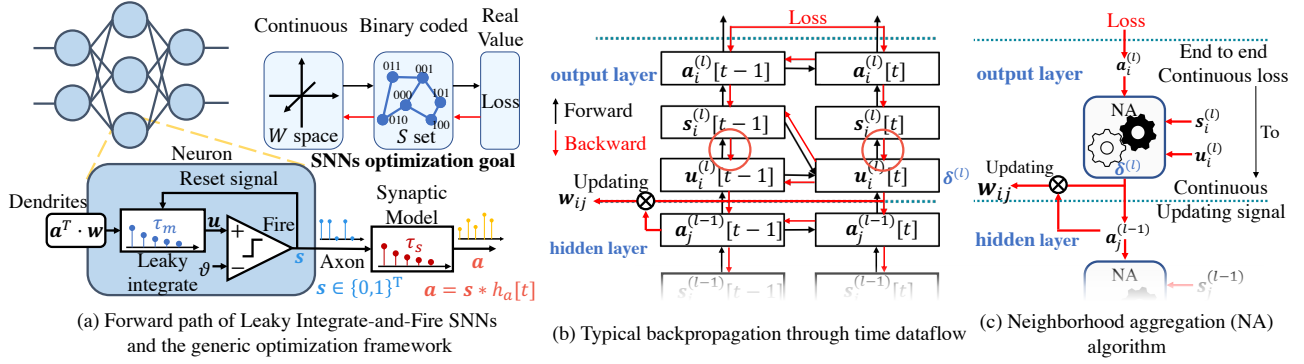 Continuous
Binary coded
Real
Value
011
001
000
101
010
100
W space
S set
Loss
SNNs optimization goal
Neuron
Reset signal
Dendrites
a^T · w
τ_m
u
+
−
ϑ
Fire
s
Leaky
integrate
Axon
s ∈ {0,1}^T
Synaptic
Model
τ_s
a
a = s * h_a[t]
(a) Forward path of Leaky Integrate-and-Fire SNNs
and the generic optimization framework
Loss
output layer
a_i^(l)[t − 1]
a_i^(l)[t]
Forward
Backward
s_i^(l)[t − 1]
s_i^(l)[t]
u_i^(l)[t − 1]
u_i^(l)[t]
δ^(l)
Updating
w_ij
hidden layer
a_j^(l-1)[t − 1]
a_j^(l-1)[t]
s_j^(l-1)[t − 1]
s_j^(l-1)[t]
(b) Typical backpropagation through time dataflow
Loss
output layer
a_i^(l)
End to end
Continuous loss
NA
s_i^(l)
u_i^(l)
δ^(l)
To
Updating
w_ij
Continuous
Updating signal
hidden layer
a_j^(l-1)
NA
s_j^(l-1)
(c) Neighborhood aggregation (NA)
algorithm